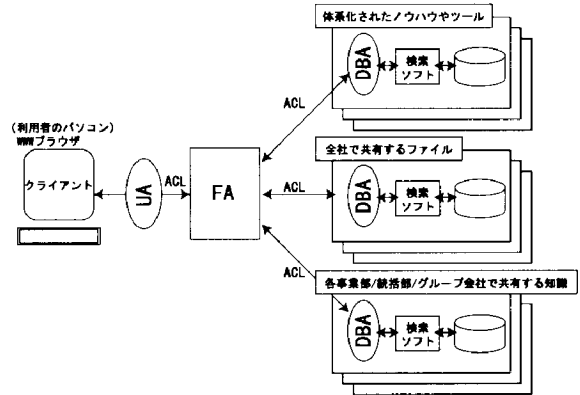 体系化されたノウハウやツール
DBA
検索
ソフト
ACL
(利用者のパソコン)
WWWブラウザ
クライアント
UA
ACL
FA
ACL
全社で共有するファイル
DBA
検索
ソフト
ACL
各事業部/統括部/グループ会社で共有する知識
DBA
検索
ソフト